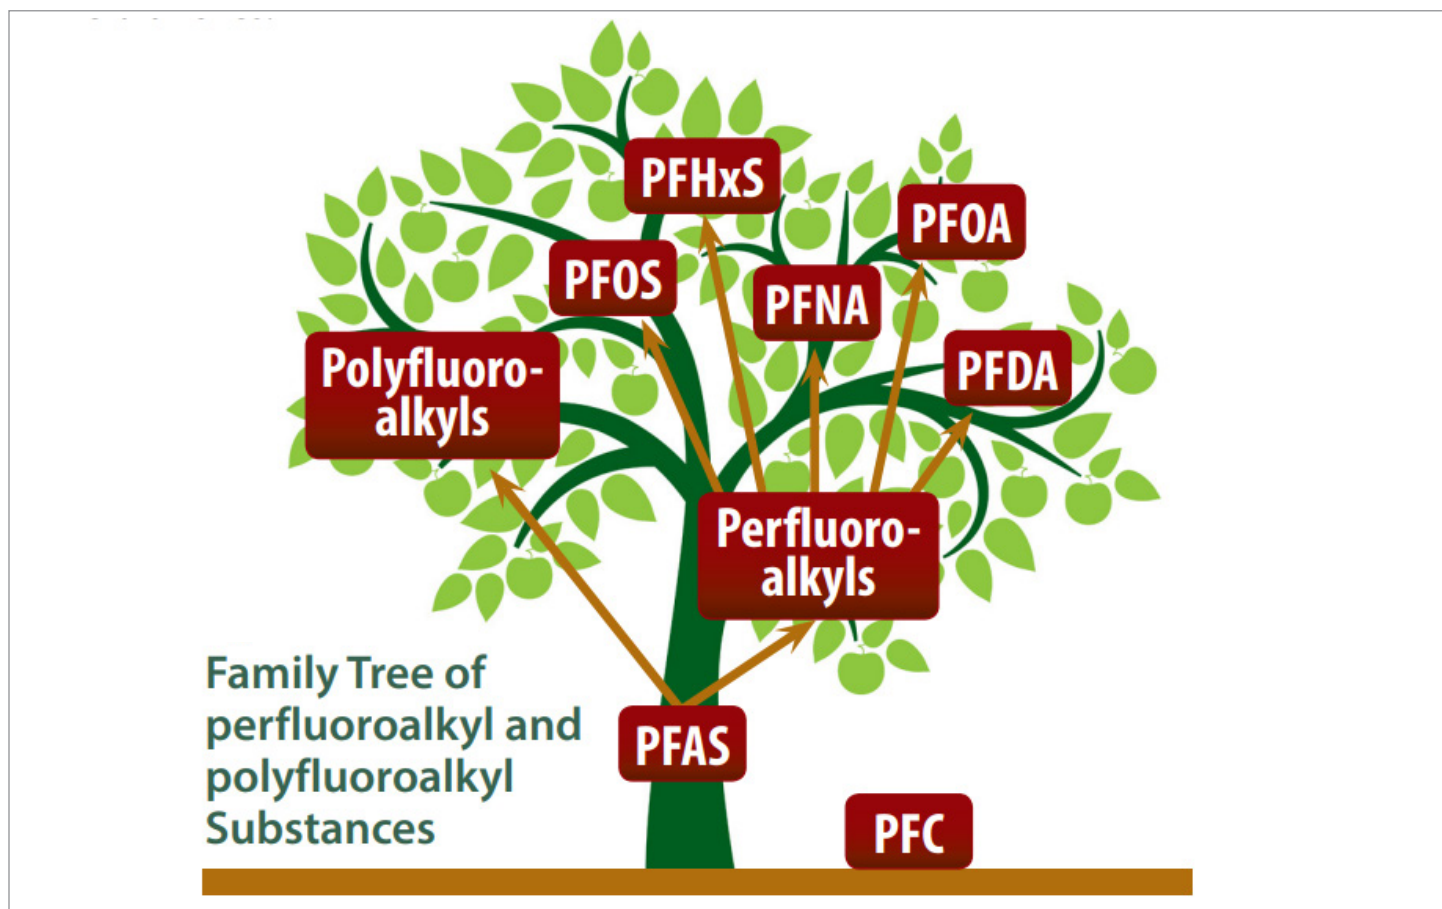 PFHxS
PFOA
PFOS
PFNA
Polyfluoro-
alkyls
PFDA
Perfluoro-
alkyls
Family Tree of
perfluoroalkyl and
polyfluoroalkyl
Substances
PFAS
PFC